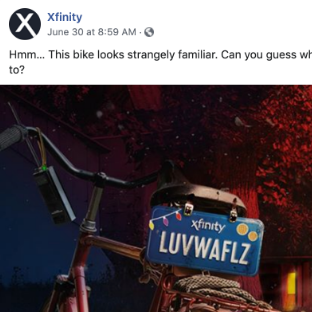 Xfinity
June 30 at 8:59 AM ·
Hmm... This bike looks strangely familiar. Can you guess wh
to?
xfinity
LUVWAFLZ